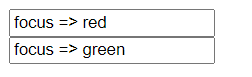 focus => red
focus => green